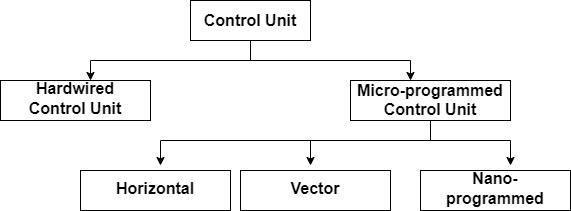 Control Unit
Hardwired
Control Unit
Micro-programmed
Control Unit
Horizontal
Vector
Nano-
programmed